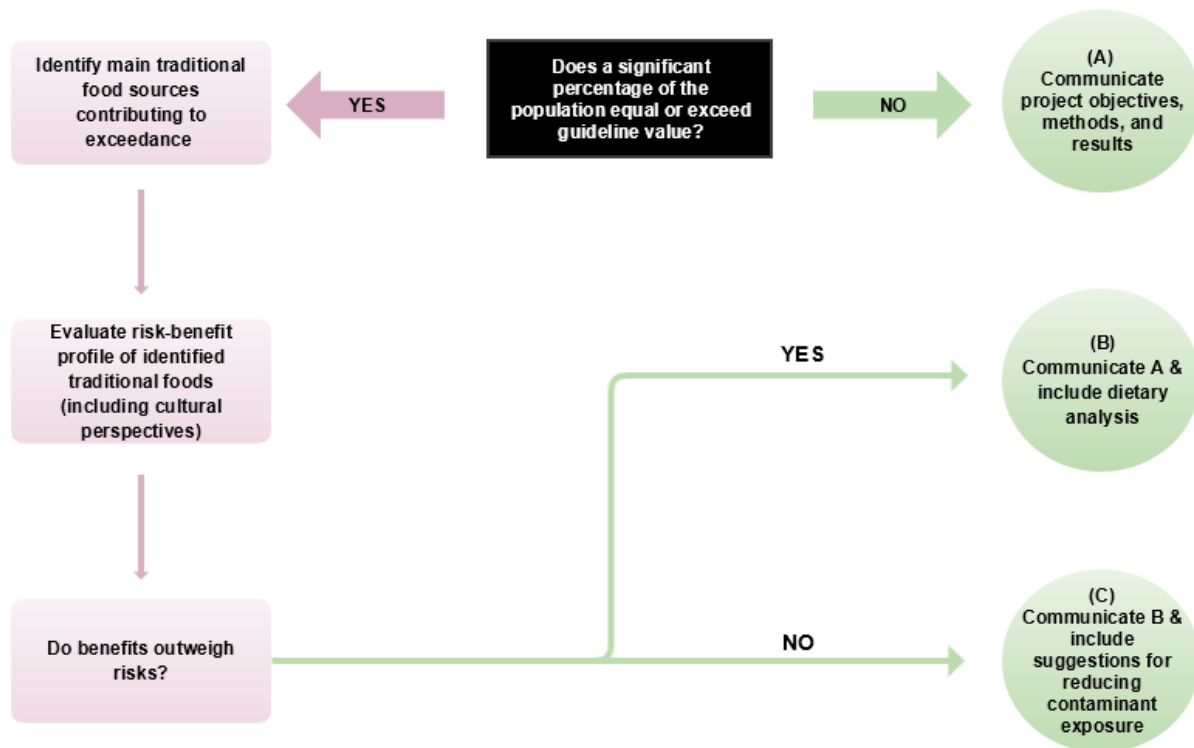 Identify main traditional
food sources
contributing to
exceedance
YES
Does a significant
percentage of the
population equal or exceed
guideline value?
NO
(A)
Communicate
project objectives,
methods, and
results
Evaluate risk-benefit
profile of identified
traditional foods
(including cultural
perspectives)
YES
(B)
Communicate A &
include dietary
analysis
Do benefits outweigh
risks?
NO
(C)
Communicate B &
include
suggestions for
reducing
contaminant
exposure